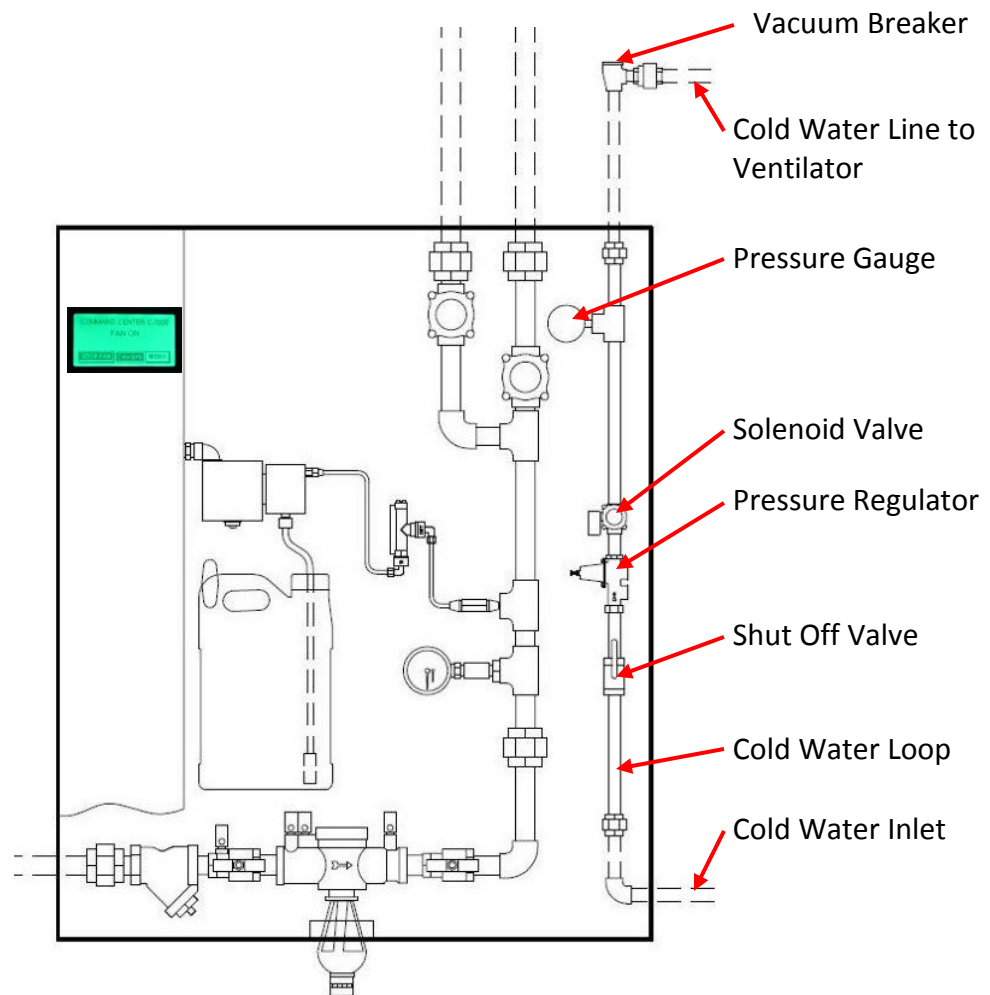 Vacuum Breaker
Cold Water Line to
Ventilator
Pressure Gauge
COMMAND CENTER
FAN ON
Solenoid Valve
Pressure Regulator
Shut Off Valve
Cold Water Loop
Cold Water Inlet